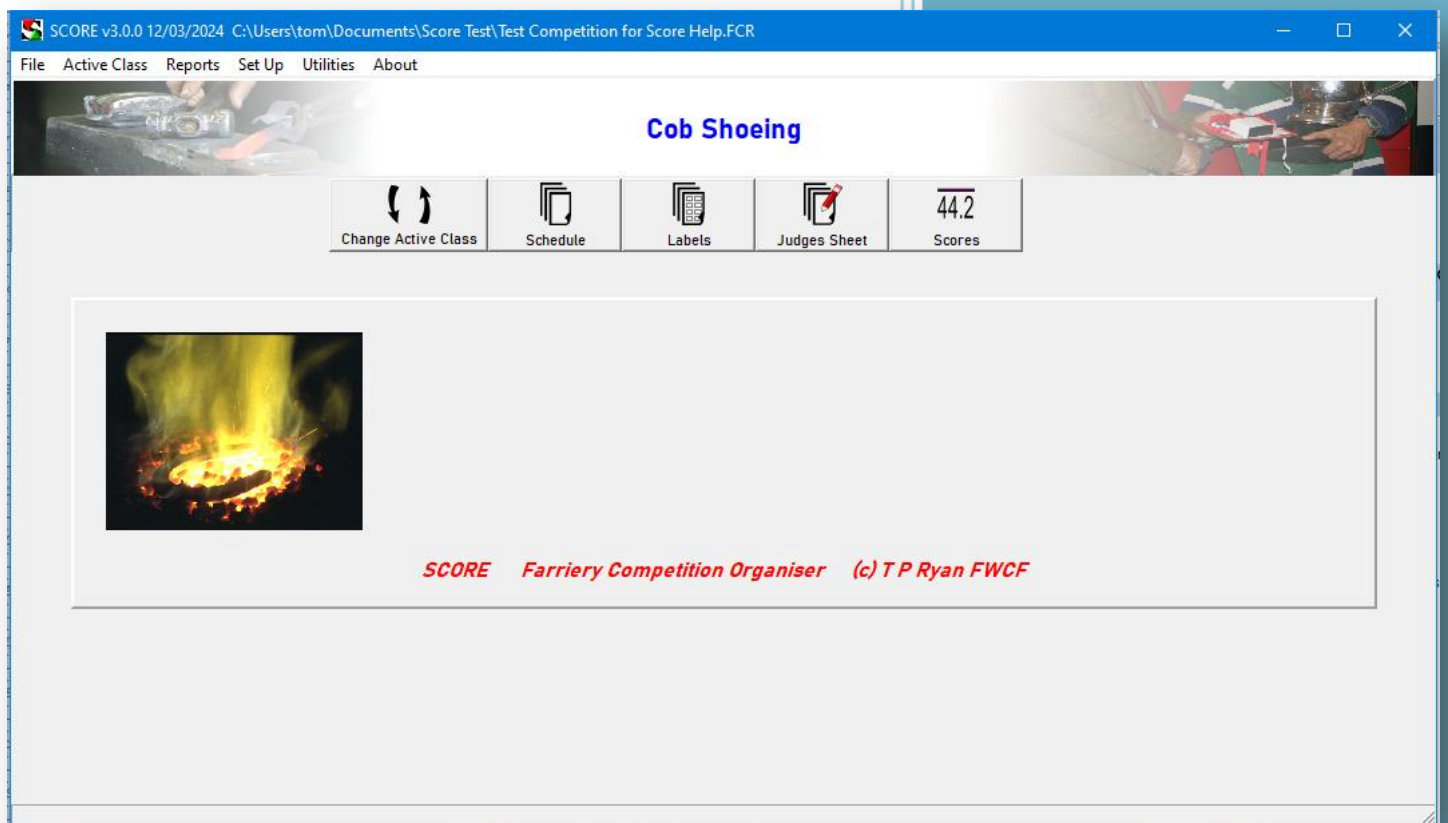 SCORE v3.0.0 12/03/2024 C:\Users\tom\Documents\Score Test\Test Competition for Score Help.FCR
File Active Class Reports Set Up Utilities About
Cob Shoeing
44.2
Change Active Class Schedule Labels Judges Sheet Scores
SCORE Farriery Competition Organiser (c) T P Ryan FWCF